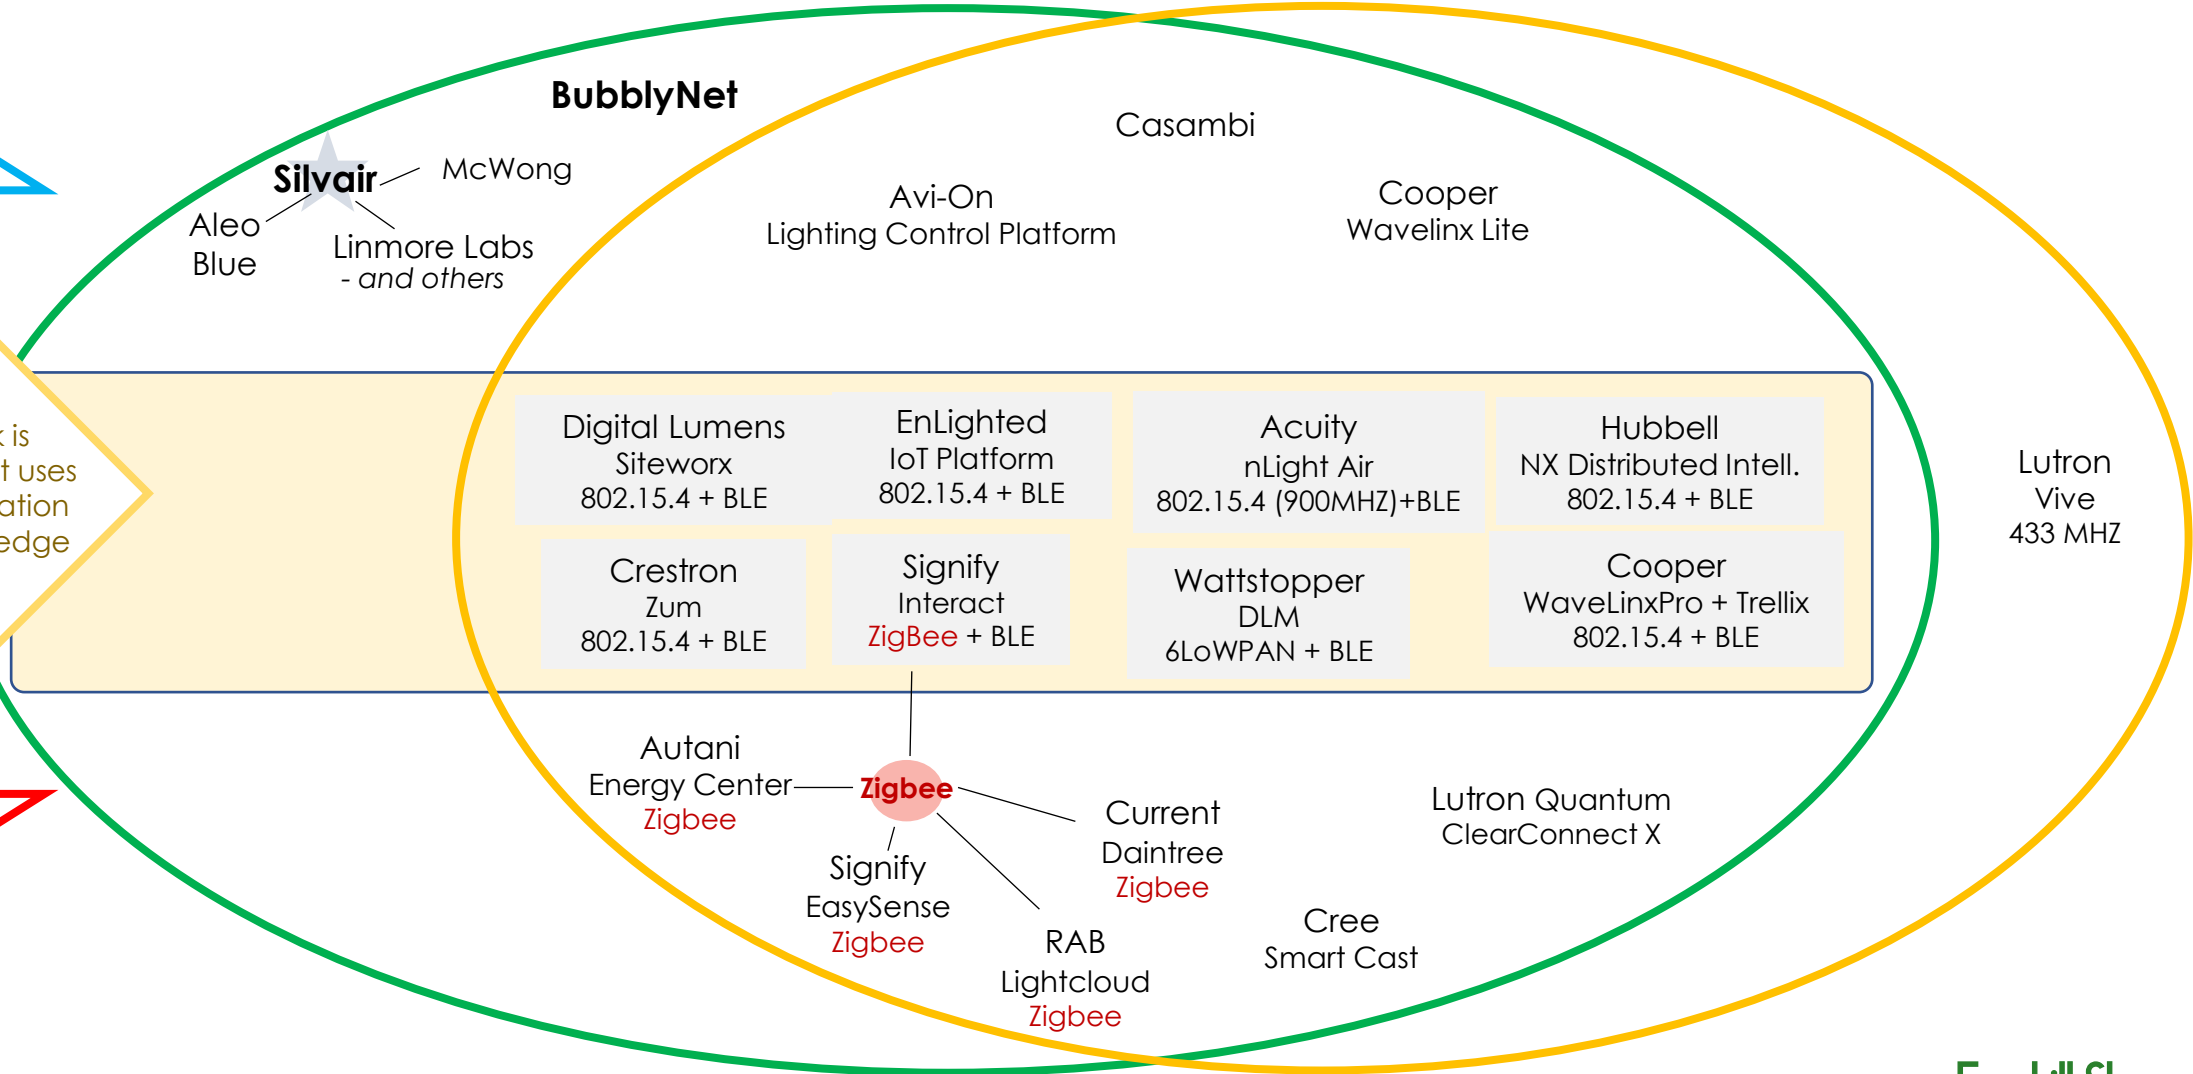 BubblyNet
Casambi
Silvair
McWong
Aleo
Blue
Linmore Labs
- and others
Avi-On
Lighting Control Platform
Cooper
Wavelinx Lite
is
uses
edge
Digital Lumens
Siteworx
802.15.4 + BLE
EnLighted
IoT Platform
802.15.4 + BLE
Acuity
nLight Air
802.15.4 (900MHZ)+BLE
Hubbell
NX Distributed Intell.
802.15.4 + BLE
Lutron
Vive
433 MHZ
Crestron
Zum
802.15.4 + BLE
Signify
Interact
ZigBee + BLE
Wattstopper
DLM
6LoWPAN + BLE
Cooper
WaveLinxPro + Trellix
802.15.4 + BLE
Autani
Energy Center
Zigbee
Zigbee
Signify
EasySense
Zigbee
Current
Daintree
Zigbee
RAB
Lightcloud
Zigbee
Lutron Quantum
ClearConnect X
Cree
Smart Cast